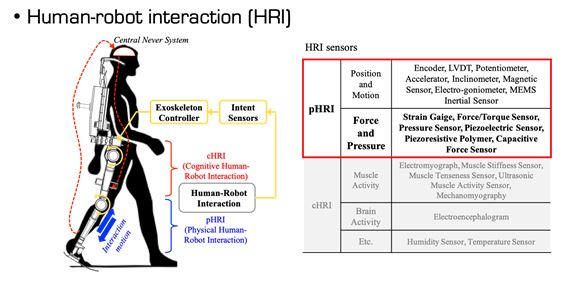 • Human-robot interaction (HRI)
Central Never System
Exoskeleton
Controller
Intent
Sensors
cHRI
(Cognitive Human-
Robot Interaction)
Human-Robot
Interaction
pHRI
(Physical Human-
Robot Interaction)
Interaction
motion
HRI sensors
pHRI
Position
and
Motion
Encoder, LVDT, Potentiometer,
Accelerator, Inclinometer, Magnetic
Sensor, Electro-goniometer, MEMS
Inertial Sensor
Force
and
Pressure
Strain Gaige, Force/Torque Sensor,
Pressure Sensor, Piezoelectric Sensor,
Piezoresistive Polymer, Capacitive
Force Sensor
cHRI
Muscle
Activity
Electromyograph, Muscle Stiffness Sensor,
Muscle Tenseness Sensor, Ultrasonic
Muscle Activity Sensor,
Mechanomyography
Brain
Activity
Electroencephalogram
Etc.
Humidity Sensor, Temperature Sensor